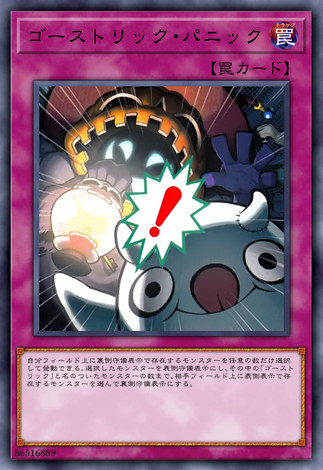 ゴーストリック・パニック
トラップ
罠
【罠カード】
自分フィールド上に裏側守備表示で存在するモンスターを任意の数だけ選択
して発動できる。選択したモンスターを表側守備表示にし、その中の「ゴースト
リック」と名のついたモンスターの数まで、相手フィールド上に表側表示で存
在するモンスターを選んで裏側守備表示にする。
86516889